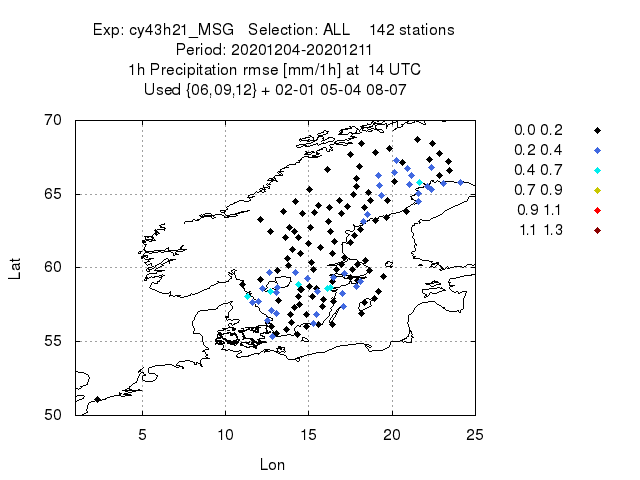 Exp: cy43h21_MSG Selection: ALL 142 stations
Period: 20201204-20201211
1h Precipitation rmse [mm/1h] at 14 UTC
Used {06,09,12} + 02-01 05-04 08-07
70
65
60
55
50
Lat
5 10 15 20 25
Lon
0.0 0.2
0.2 0.4
0.4 0.7
0.7 0.9
0.9 1.1
1.1 1.3